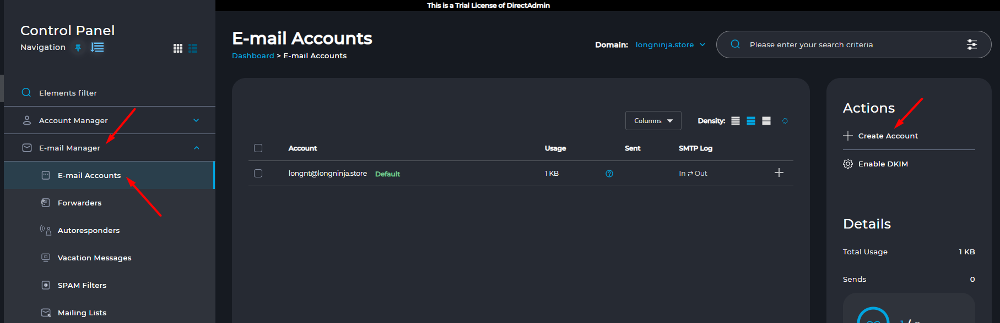 This is a Trial License of DirectAdmin
Control Panel
Navigation
Elements filter
Account Manager
E-mail Manager
E-mail Accounts
Forwarders
Autoresponders
Vacation Messages
SPAM Filters
Mailing Lists
E-mail Accounts
Dashboard > E-mail Accounts
Domain: longninja.store
Please enter your search criteria
Columns
Density:
Account Usage Sent SMTP Log
longnt@longninja.store Default 1 KB In ⇄ Out
Actions
Create Account
Enable DKIM
Details
Total Usage 1 KB
Sends 0